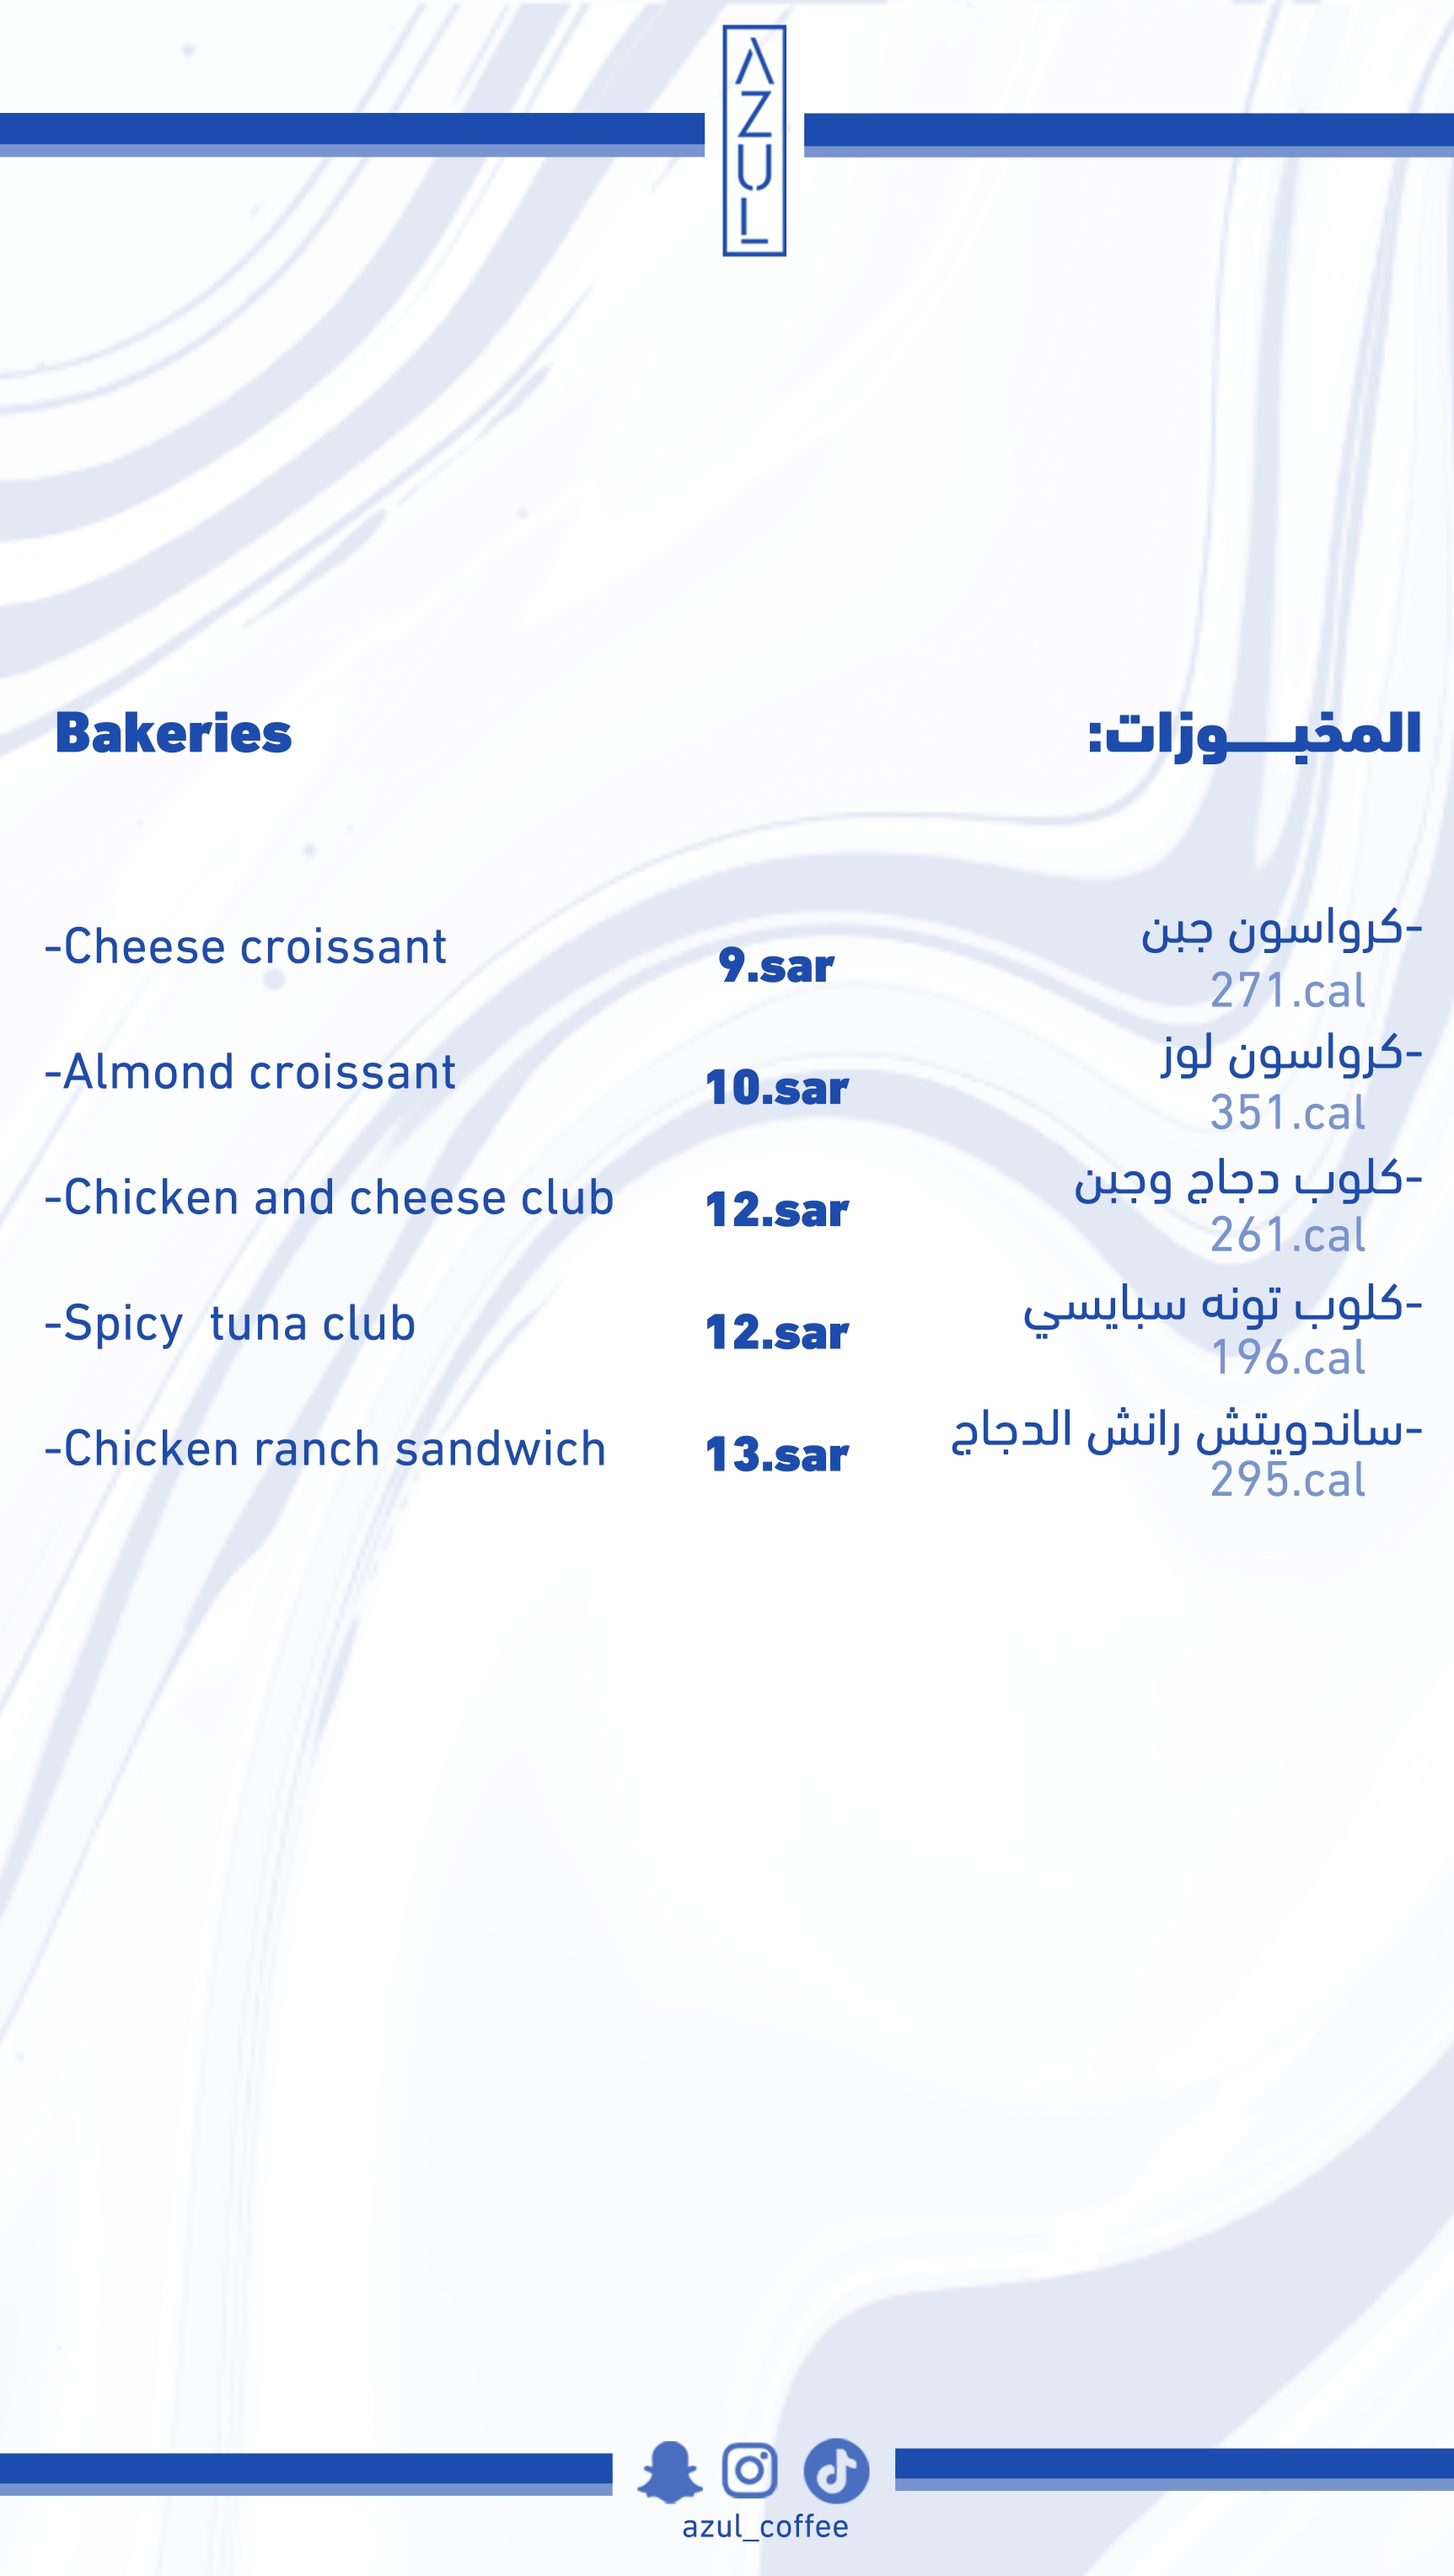 AZUL
Bakeries
المخبـــوزات:
-Cheese croissant
9.sar
-كرواسون جبن
271.cal
-Almond croissant
10.sar
-كرواسون لوز
351.cal
-Chicken and cheese club
12.sar
-كلوب دجاج وجبن
261.cal
-Spicy  tuna club
12.sar
-كلوب تونه سبايسي
196.cal
-Chicken ranch sandwich
13.sar
-ساندويتش رانش الدجاج
295.cal
azul_coffee